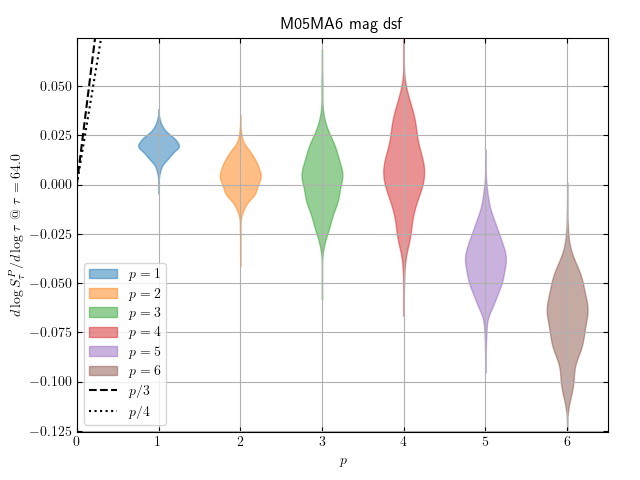 M05MA6 mag dsf
d log S_τ^P / d log τ @ τ = 64.0
0.050
0.025
0.000
−0.025
−0.050
−0.075
−0.100
−0.125
p = 1
p = 2
p = 3
p = 4
p = 5
p = 6
p/3
p/4
0 1 2 3 4 5 6
p